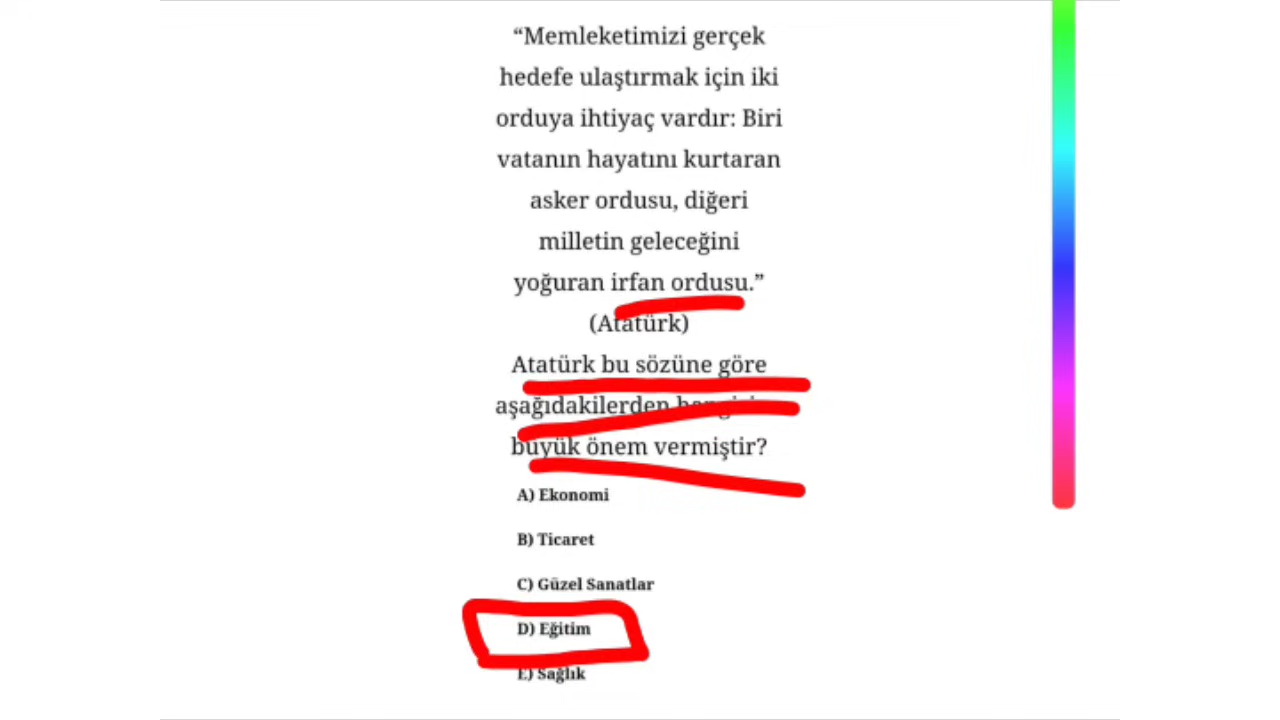 “Memleketimizi gerçek
hedefe ulaştırmak için iki
orduya ihtiyaç vardır: Biri
vatanın hayatını kurtaran
asker ordusu, diğeri
milletin geleceğini
yoğuran irfan ordusu.”
(Atatürk)
Atatürk bu sözüne göre
aşağıdakilerden
büyük önem vermiştir?
A) Ekonomi
B) Ticaret
C) Güzel Sanatlar
D) Eğitim
E) Sağlık